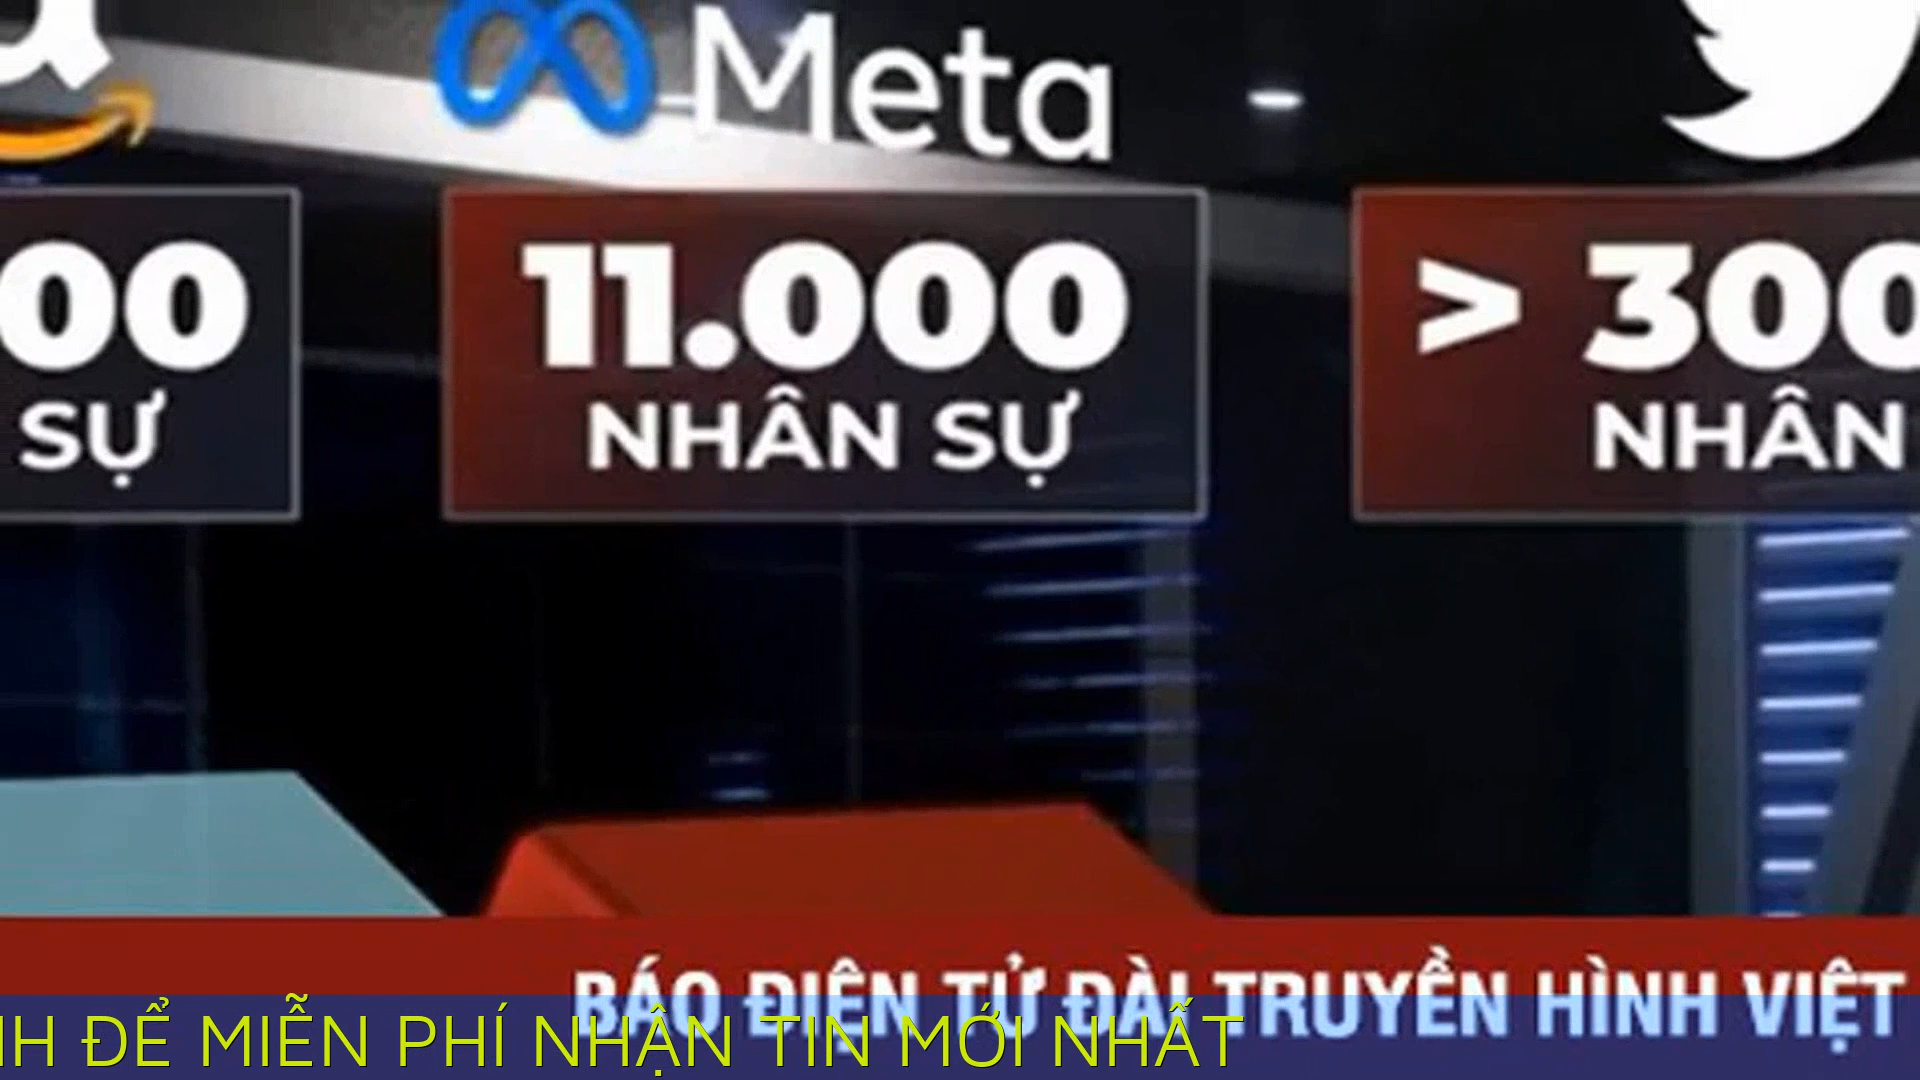 Meta
00
SỰ
11.000
NHÂN SỰ
> 300
NHÂN
BÁO ĐIỆN TỬ ĐÀI TRUYỀN HÌNH VIỆT
NH ĐỂ MIỄN PHÍ NHẬN TIN MỚI NHẤT